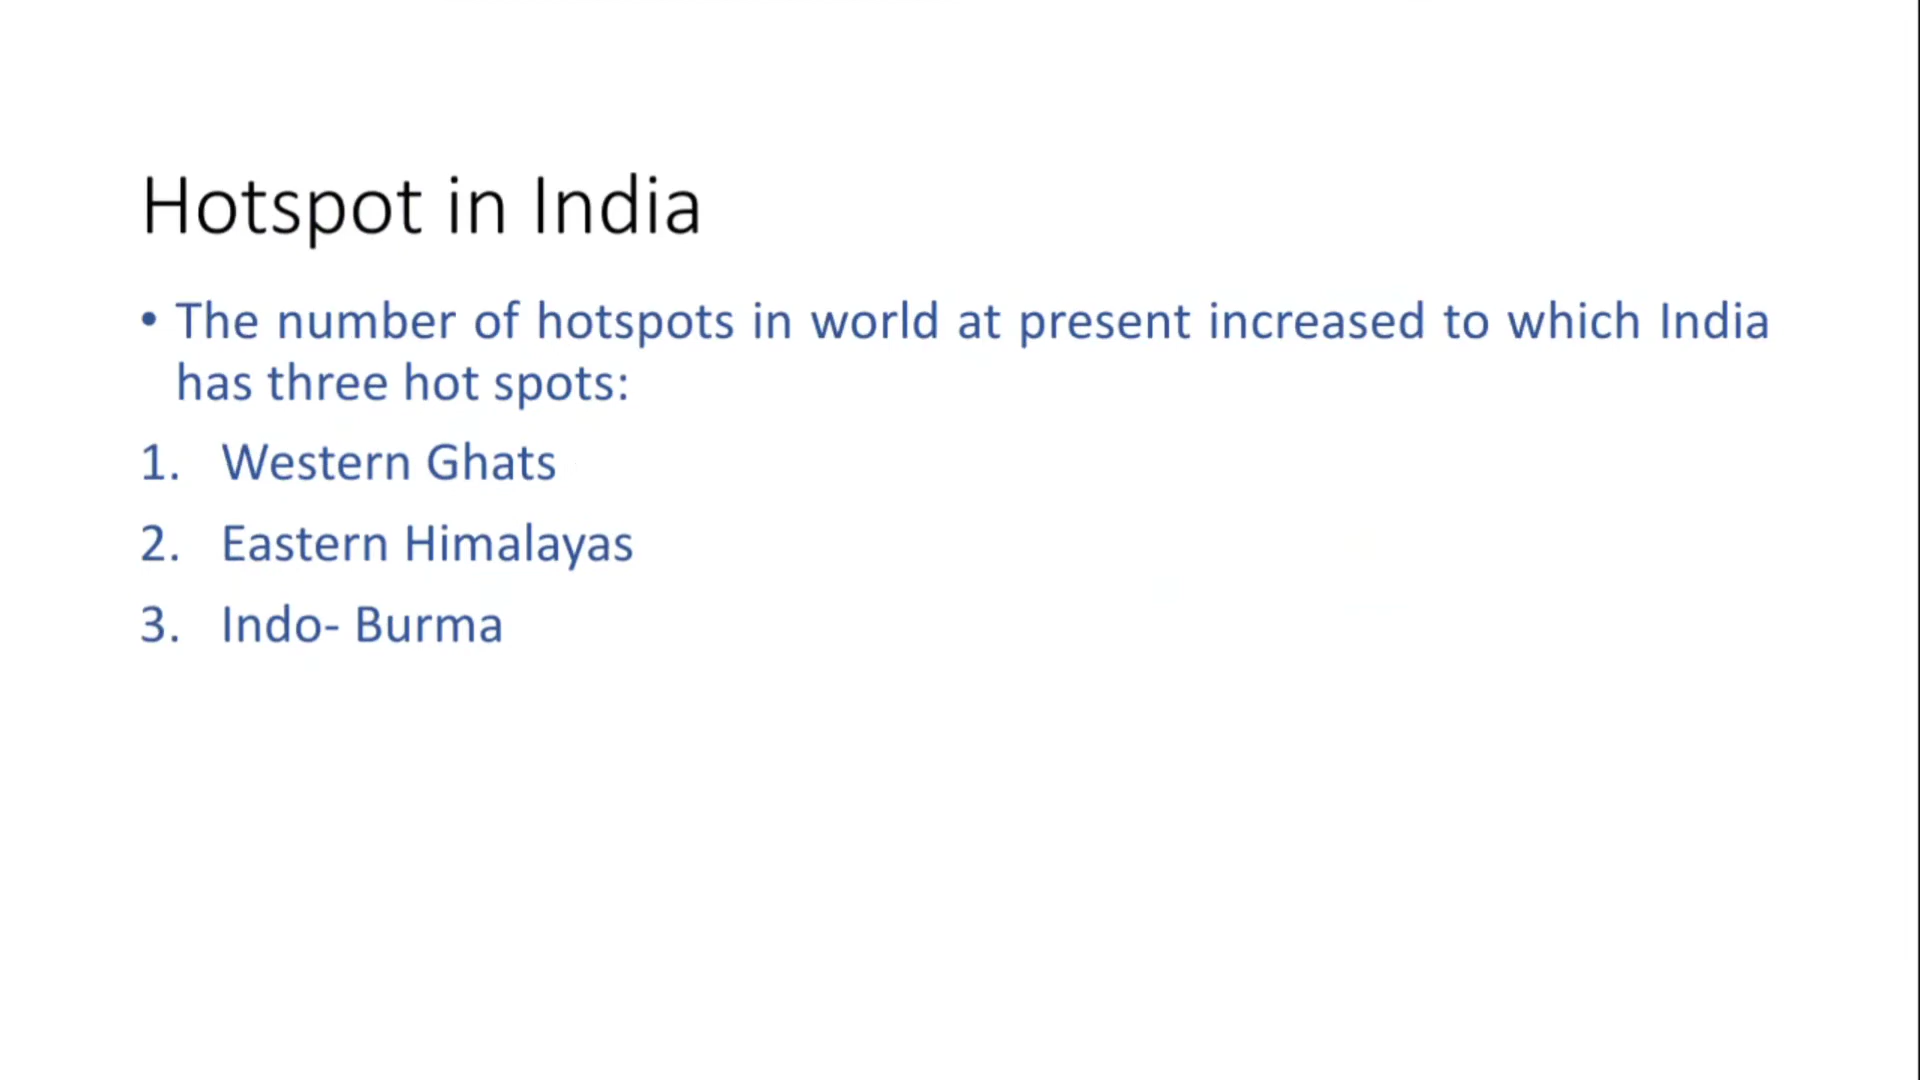 Hotspot in India
• The number of hotspots in world at present increased to which India
has three hot spots:
1. Western Ghats
2. Eastern Himalayas
3. Indo- Burma